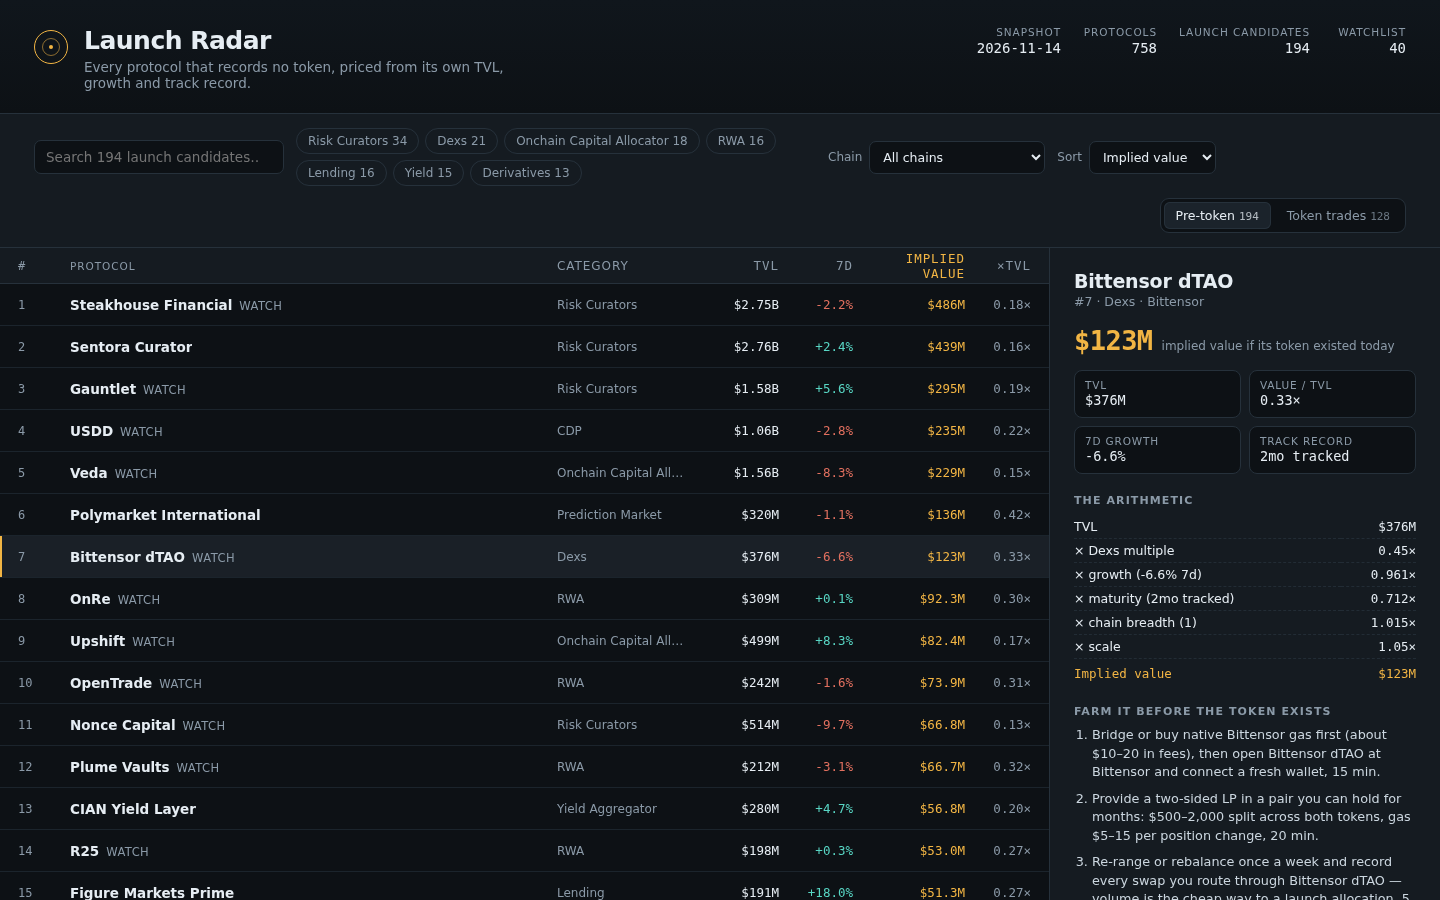 Launch Radar
Every protocol that records no token, priced from its own TVL,
growth and track record.
SNAPSHOT
2026-11-14
PROTOCOLS
758
LAUNCH CANDIDATES
194
WATCHLIST
40
Search 194 launch candidates..
Risk Curators 34
Dexs 21
Onchain Capital Allocator 18
RWA 16
Lending 16
Yield 15
Derivatives 13
Chain All chains
Sort Implied value
Pre-token 194
Token trades 128
# PROTOCOL CATEGORY TVL 7D IMPLIED VALUE ×TVL
1 Steakhouse Financial WATCH Risk Curators $2.75B -2.2% $486M 0.18×
2 Sentora Curator Risk Curators $2.76B +2.4% $439M 0.16×
3 Gauntlet WATCH Risk Curators $1.58B +5.6% $295M 0.19×
4 USDD WATCH CDP $1.06B -2.8% $235M 0.22×
5 Veda WATCH Onchain Capital All… $1.56B -8.3% $229M 0.15×
6 Polymarket International Prediction Market $320M -1.1% $136M 0.42×
7 Bittensor dTAO WATCH Dexs $376M -6.6% $123M 0.33×
8 OnRe WATCH RWA $309M +0.1% $92.3M 0.30×
9 Upshift WATCH Onchain Capital All… $499M +8.3% $82.4M 0.17×
10 OpenTrade WATCH RWA $242M -1.6% $73.9M 0.31×
11 Nonce Capital WATCH Risk Curators $514M -9.7% $66.8M 0.13×
12 Plume Vaults WATCH RWA $212M -3.1% $66.7M 0.32×
13 CIAN Yield Layer Yield Aggregator $280M +4.7% $56.8M 0.20×
14 R25 WATCH RWA $198M +0.3% $53.0M 0.27×
15 Figure Markets Prime Lending $191M +18.0% $51.3M 0.27×
Bittensor dTAO
#7 · Dexs · Bittensor
$123M implied value if its token existed today
TVL
$376M
VALUE / TVL
0.33×
7D GROWTH
-6.6%
TRACK RECORD
2mo tracked
THE ARITHMETIC
TVL $376M
× Dexs multiple 0.45×
× growth (-6.6% 7d) 0.961×
× maturity (2mo tracked) 0.712×
× chain breadth (1) 1.015×
× scale 1.05×
Implied value $123M
FARM IT BEFORE THE TOKEN EXISTS
1. Bridge or buy native Bittensor gas first (about
$10–20 in fees), then open Bittensor dTAO at
Bittensor and connect a fresh wallet, 15 min.
2. Provide a two-sided LP in a pair you can hold for
months: $500–2,000 split across both tokens, gas
$5–15 per position change, 20 min.
3. Re-range or rebalance once a week and record
every swap you route through Bittensor dTAO —
volume is the cheap way to a launch allocation, 5